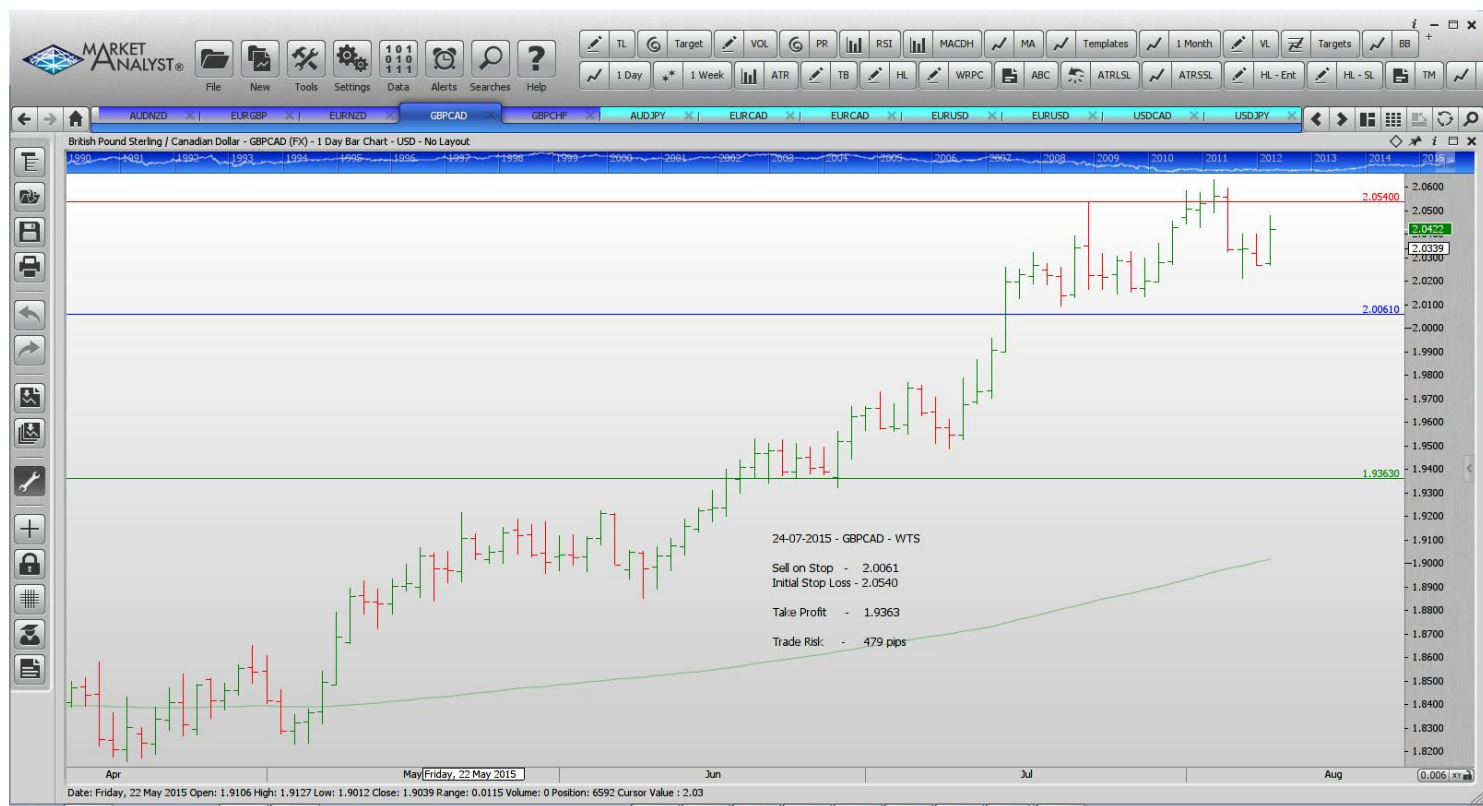 i
MARKET ANALYST®
File New Tools Settings Data Alerts Searches Help
TL Target VOL PR RSI MACDH MA Templates 1 Month VL Targets BB
1 Day 1 Week ATR TB HL WRPC ABC ATRLSL ATRSSL HL - Ent HL - SL TM
AUDNZD EURGBP EURNZD GBPCAD GBPCHF AUDJPY EURCAD EURCAD EURUSD EURUSD USDCAD USDJPY
British Pound Sterling / Canadian Dollar - GBPCAD (FX) - 1 Day Bar Chart - USD - No Layout
1990 1991 1992 1993 1994 1995 1996 1997 1998 1999 2000 2001 2002 2003 2004 2005 2006 2007 2008 2009 2010 2011 2012 2013 2014 2015
2.0600
2.05400
2.0500
2.0422
2.0339
2.0300
2.0200
2.0100
2.00610
2.0000
1.9900
1.9800
1.9700
1.9600
1.9500
1.9400
1.93630
1.9300
1.9200
1.9100
1.9000
1.8900
1.8800
1.8700
1.8600
1.8500
1.8400
1.8300
1.8200
24-07-2015 - GBPCAD - WTS
Sell on Stop - 2.0061
Initial Stop Loss - 2.0540
Take Profit - 1.9363
Trade Risk - 479 pips
Apr May Friday, 22 May 2015 Jun Jul Aug 0.006 XY
Date: Friday, 22 May 2015 Open: 1.9106 High: 1.9127 Low: 1.9012 Close: 1.9039 Range: 0.0115 Volume: 0 Position: 6592 Cursor Value : 2.03